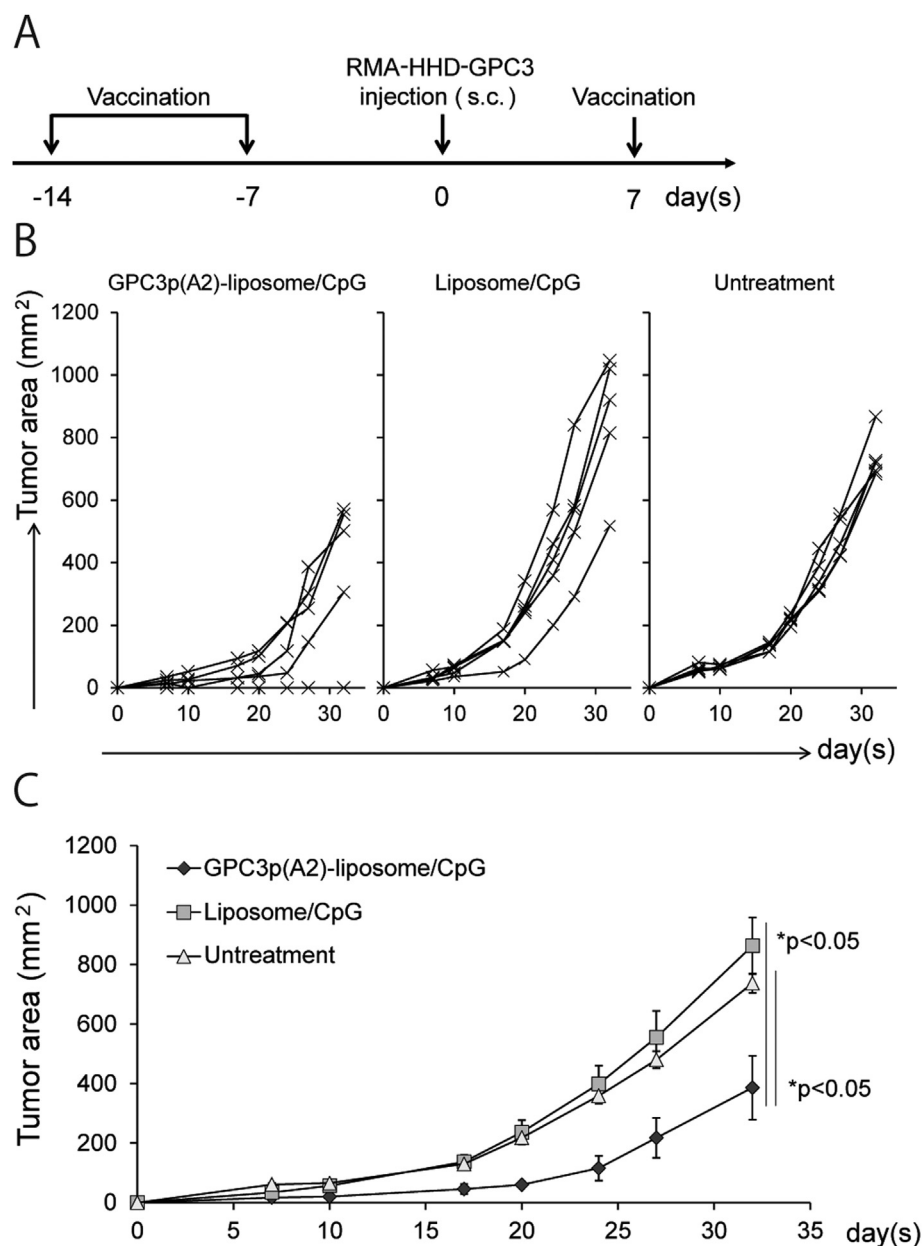 A
RMA-HHD-GPC3
Vaccination injection ( s.c.) Vaccination
-14 -7 0 7 day(s)
B
GPC3p(A2)-liposome/CpG Liposome/CpG Untreatment
Tumor area (mm²)
1200
1000
800
600
400
200
0
0 10 20 30 0 10 20 30 0 10 20 30
day(s)
C
Tumor area (mm²)
1200
1000
800
600
400
200
0
GPC3p(A2)-liposome/CpG
Liposome/CpG
Untreatment
*p<0.05
*p<0.05
0 5 10 15 20 25 30 35 day(s)